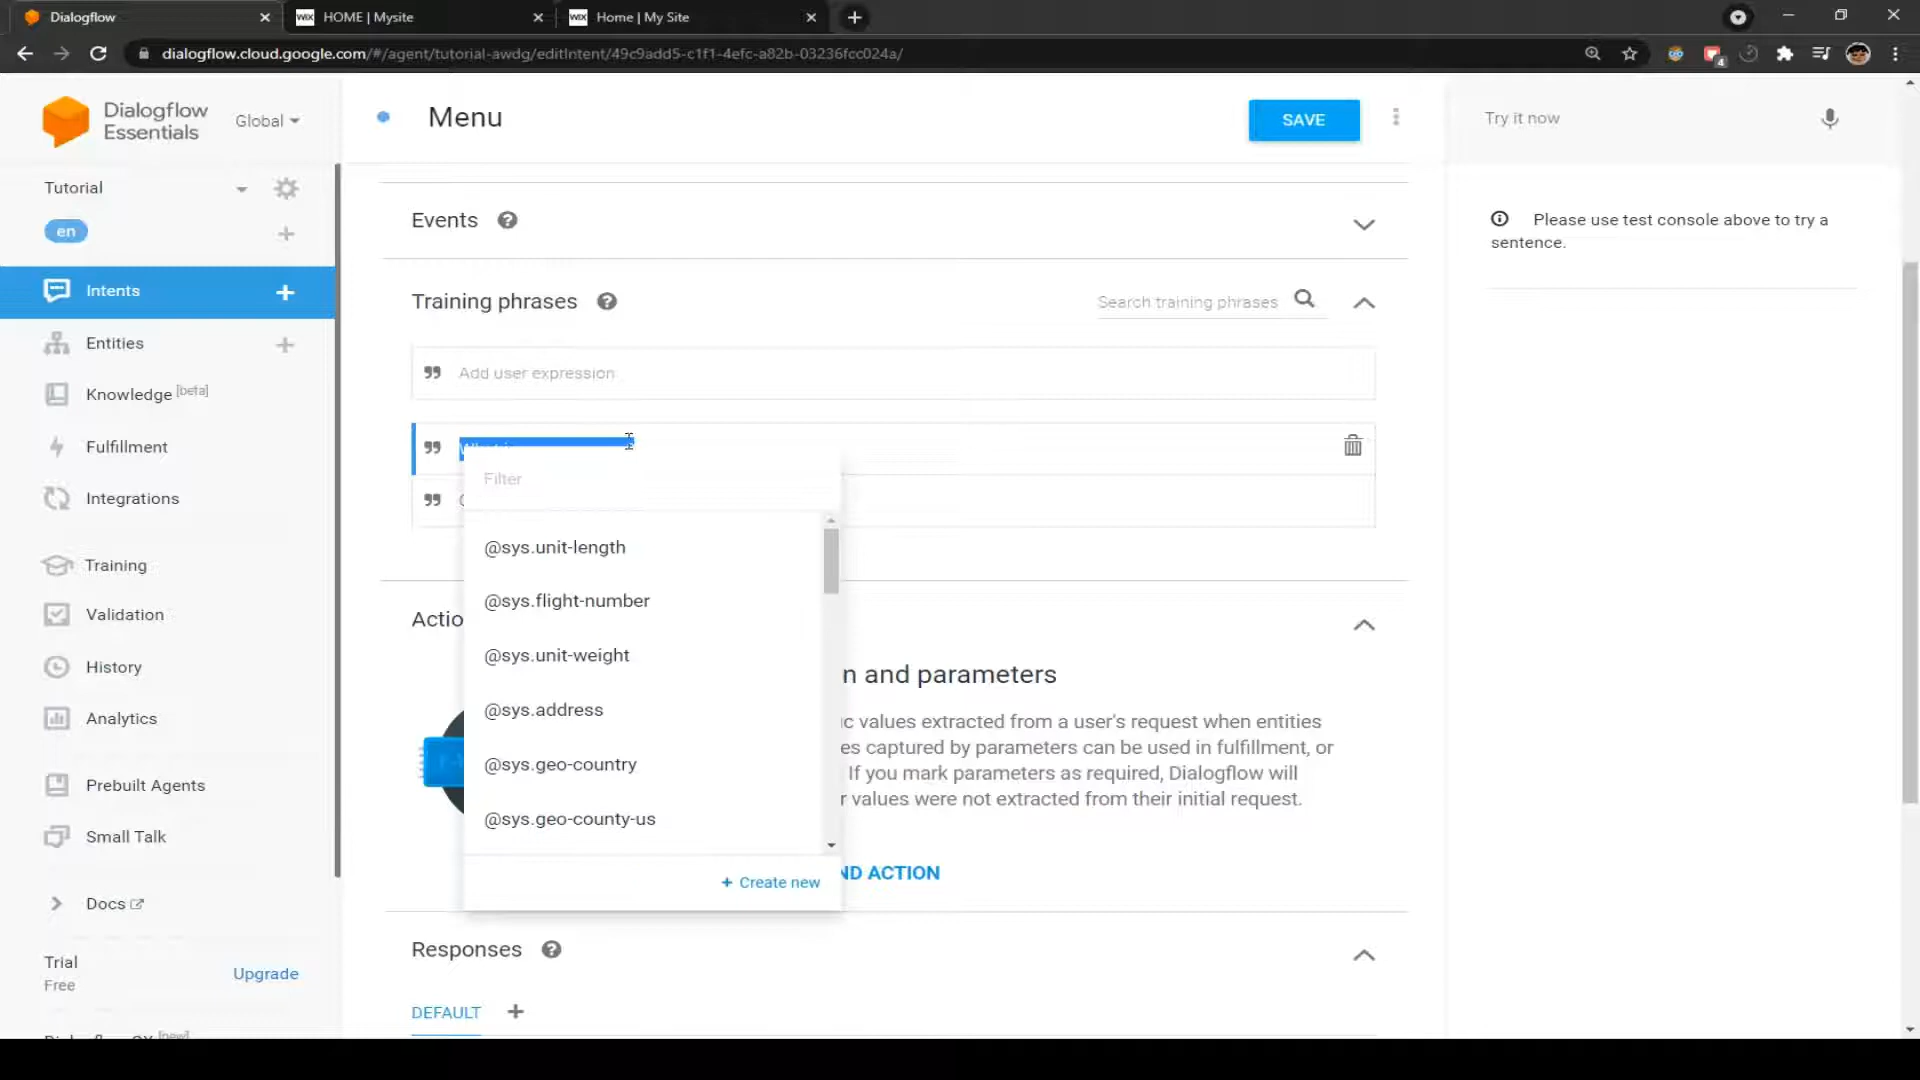 Dialogflow
HOME | Mysite
Home | My Site
dialogflow.cloud.google.com/#/agent/tutorial-awdg/editIntent/49c9add5-c1f1-4efc-a82b-03236fcc024a/
4
Dialogflow
Essentials
Global
Menu
SAVE
Try it now
Tutorial
en
Please use test console above to try a
sentence.
Events
Intents
Training phrases
Search training phrases
Entities
Add user expression
Knowledge [beta]
Fulfillment
Filter
Integrations
@sys.unit-length
Training
@sys.flight-number
Validation
Actio
@sys.unit-weight
History
n and parameters
@sys.address
Analytics
ic values extracted from a user's request when entities
es captured by parameters can be used in fulfillment, or
@sys.geo-country
If you mark parameters as required, Dialogflow will
Prebuilt Agents
r values were not extracted from their initial request.
@sys.geo-county-us
Small Talk
ND ACTION
+ Create new
Docs
Responses
Trial
Free
Upgrade
DEFAULT